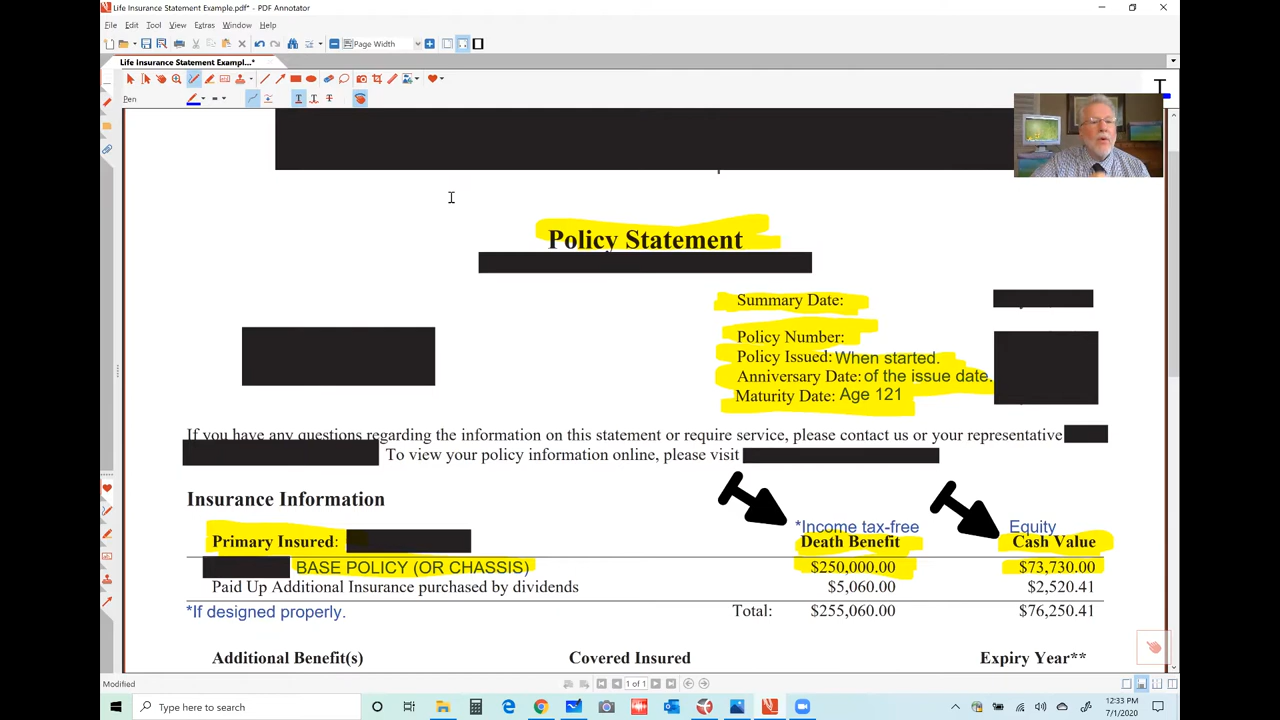 Life Insurance Statement Example.pdf* - PDF Annotator
File Edit Tool View Extras Window Help
Page Width
Life Insurance Statement Exampl...*
Pen
Policy Statement
Summary Date:
Policy Number:
Policy Issued: When started.
Anniversary Date: of the issue date.
Maturity Date: Age 121
If you have any questions regarding the information on this statement or require service, please contact us or your representative
To view your policy information online, please visit
Insurance Information
*Income tax-free Equity
Primary Insured: Death Benefit Cash Value
BASE POLICY (OR CHASSIS) $250,000.00 $73,730.00
Paid Up Additional Insurance purchased by dividends $5,060.00 $2,520.41
*If designed properly. Total: $255,060.00 $76,250.41
Additional Benefit(s) Covered Insured Expiry Year**
Modified 1 of 1
Type here to search
12:33 PM
7/1/2020